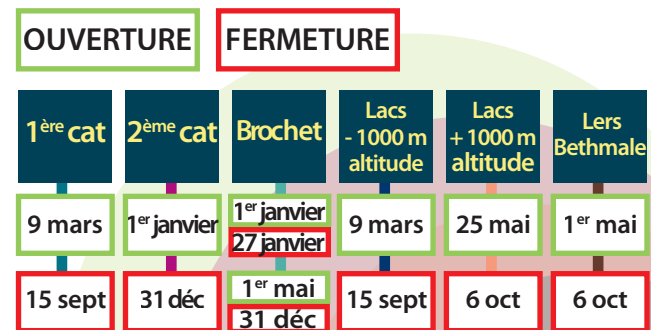 OUVERTURE FERMETURE
1ère cat 2ème cat Brochet Lacs - 1000 m altitude Lacs + 1000 m altitude Lers Bethmale
9 mars 1er janvier 1er janvier 9 mars 25 mai 1er mai
27 janvier
15 sept 31 déc 1er mai 15 sept 6 oct 6 oct
31 déc